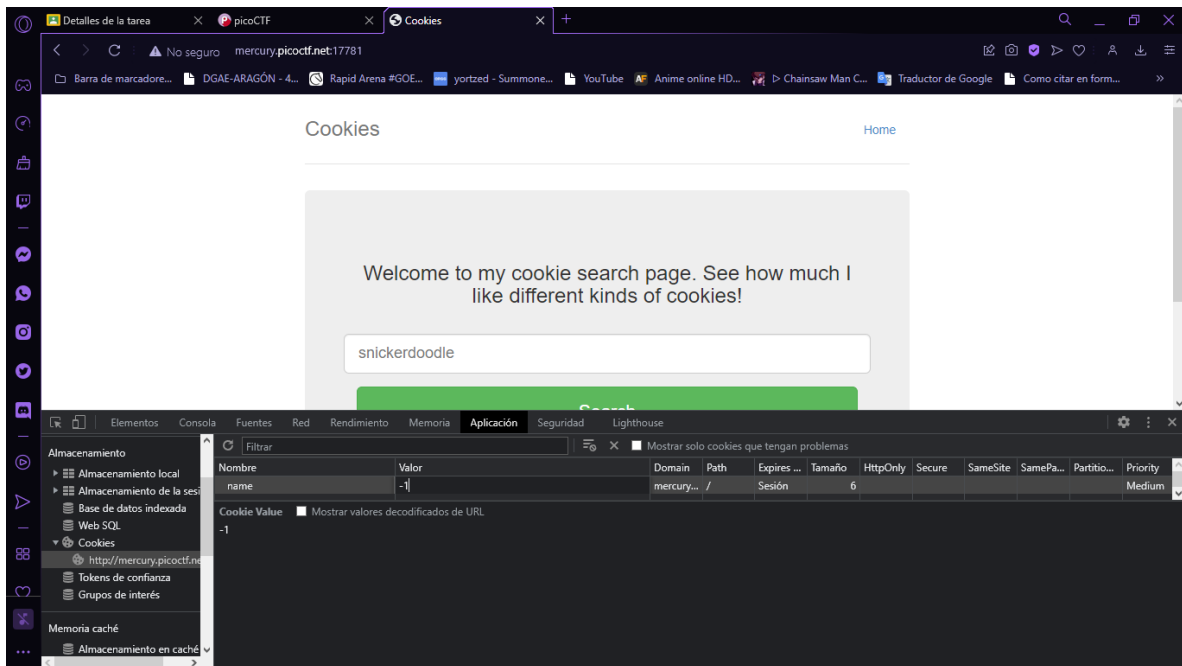 Detalles de la tarea
picoCTF
Cookies
No seguro mercury.picoctf.net:17781
Barra de marcadore... DGAE-ARAGÓN - 4... Rapid Arena #GOE... yortzed - Summone... YouTube Anime online HD... ▷ Chainsaw Man C... Traductor de Google Como citar en form... »
Cookies Home
Welcome to my cookie search page. See how much I
like different kinds of cookies!
snickerdoodle
Search
Elementos Consola Fuentes Red Rendimiento Memoria Aplicación Seguridad Lighthouse
Almacenamiento
Almacenamiento local
Almacenamiento de la sesi
Base de datos indexada
Web SQL
Cookies
http://mercury.picoctf.ne
Tokens de confianza
Grupos de interés
Memoria caché
Almacenamiento en caché
Filtrar Mostrar solo cookies que tengan problemas
Nombre Valor Domain Path Expires ... Tamaño HttpOnly Secure SameSite SamePa... Partitio... Priority
name -1 mercury... / Sesión 6 Medium
Cookie Value Mostrar valores decodificados de URL
-1